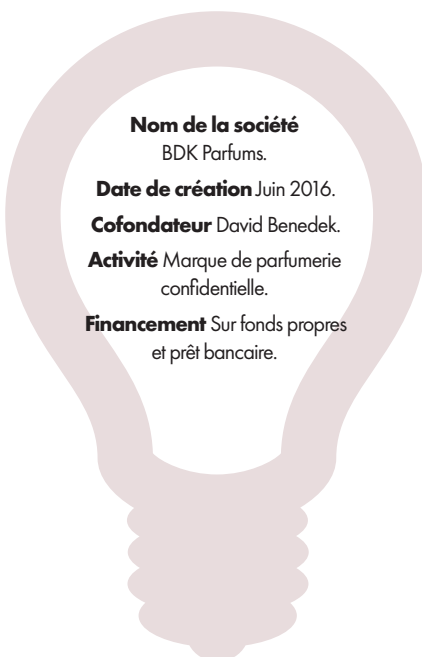 Nom de la société
BDK Parfums.
Date de création Juin 2016.
Cofondateur David Benedek.
Activité Marque de parfumerie
confidentielle.
Financement Sur fonds propres
et prêt bancaire.